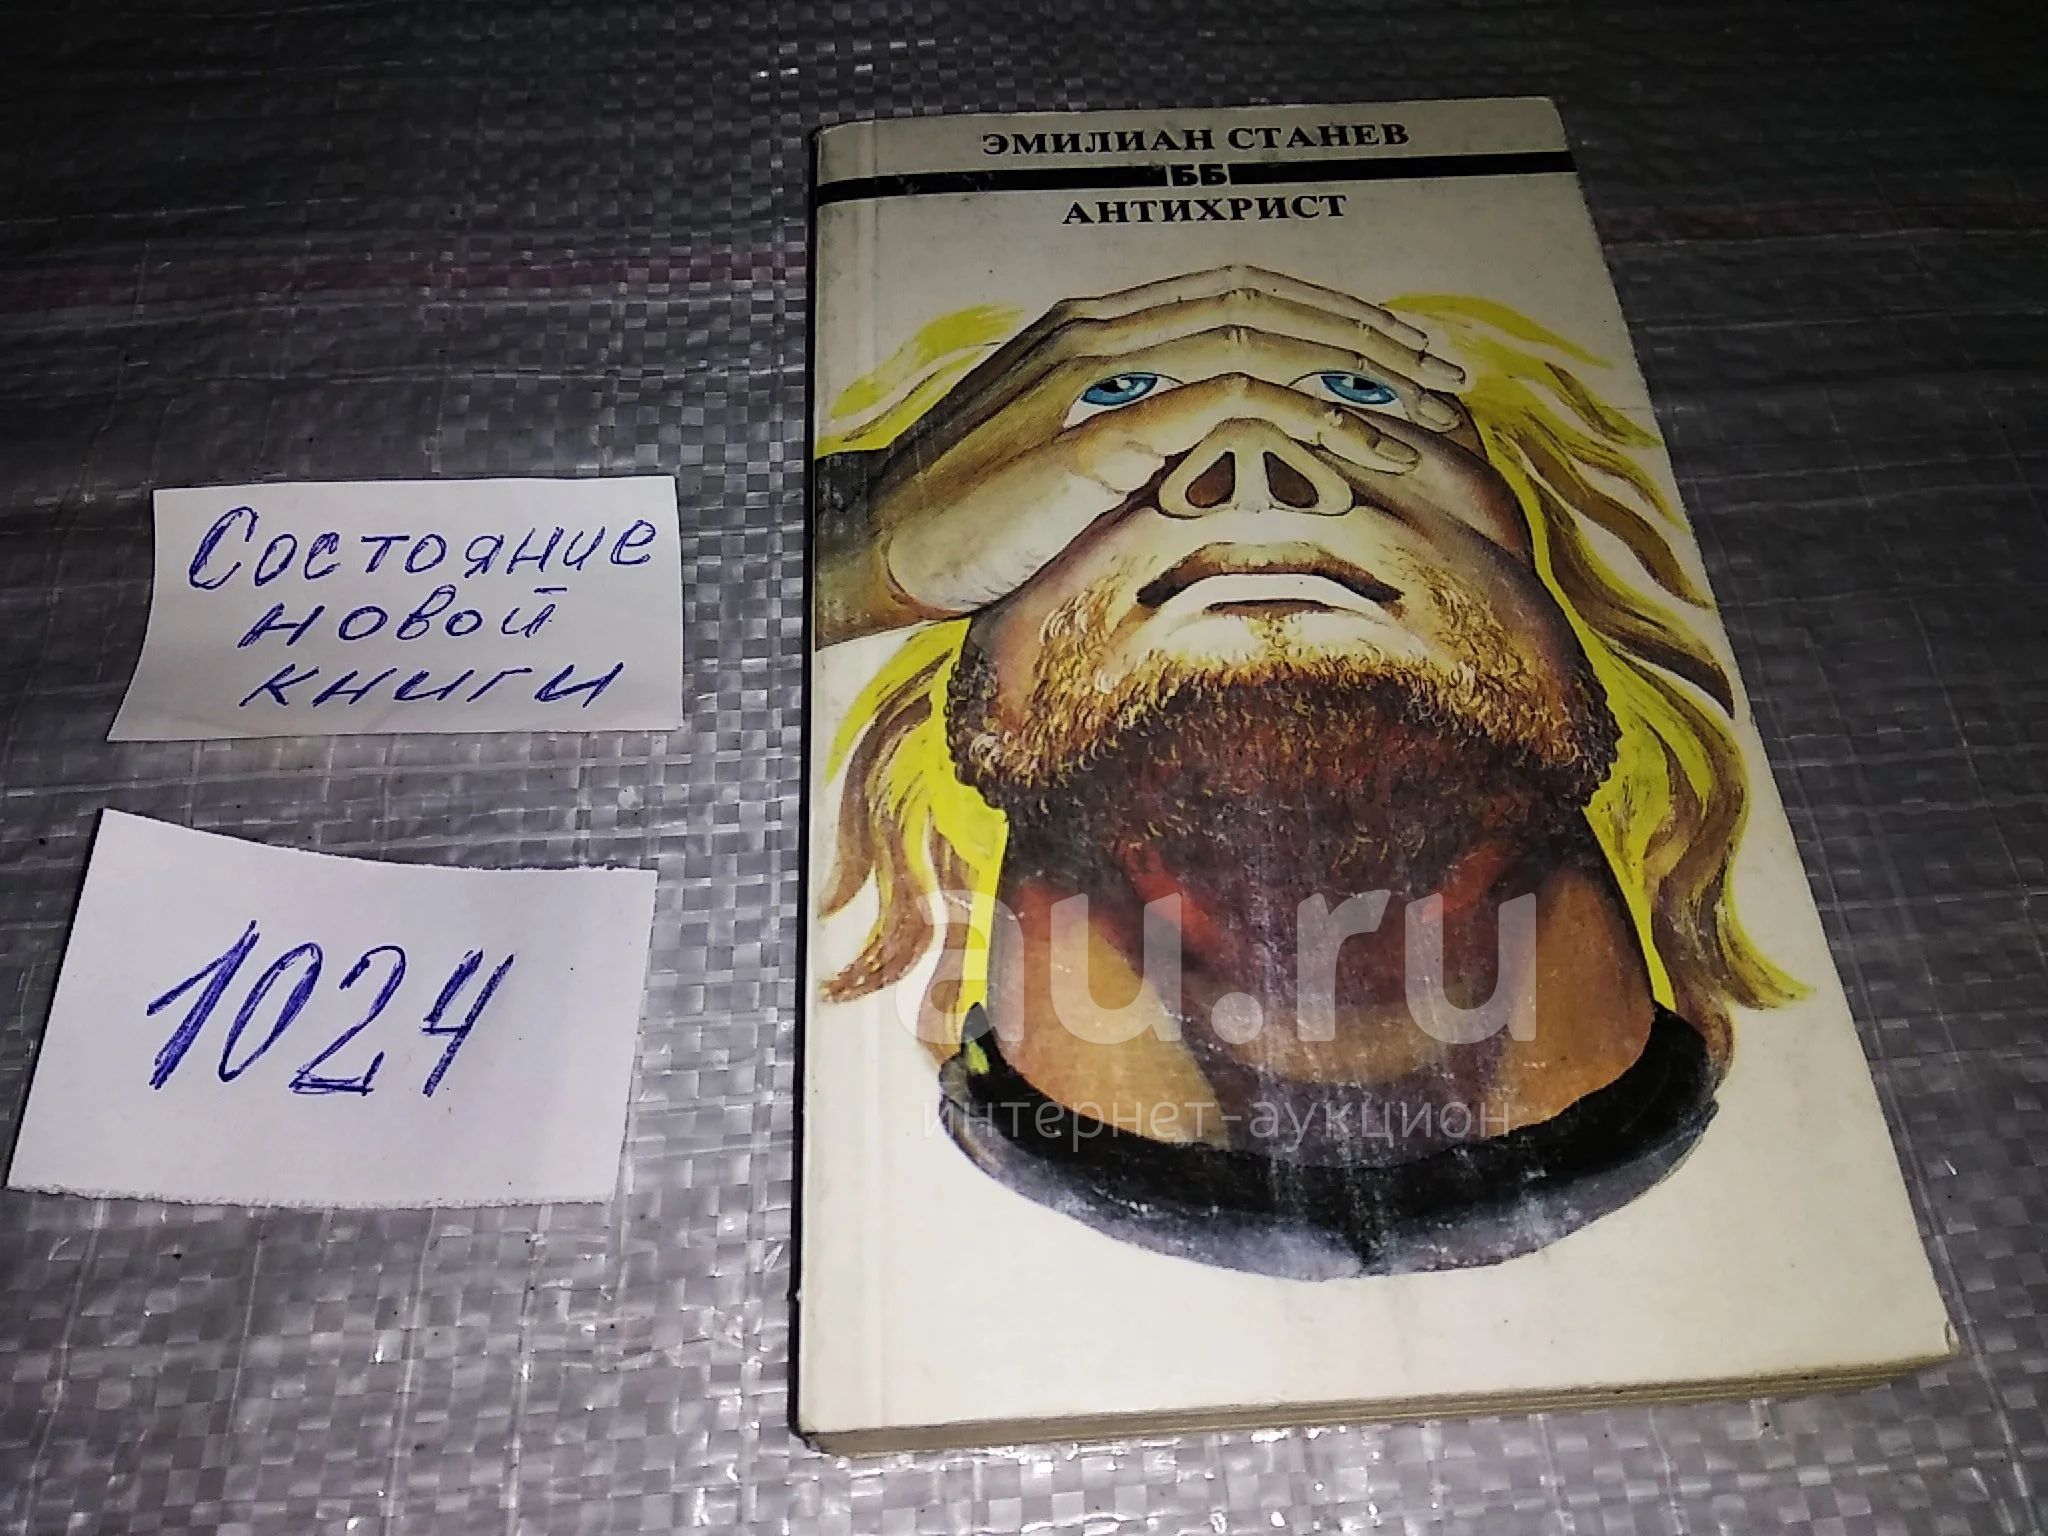 ЭМИЛИАН СТАНЕВ
ББ
АНТИХРИСТ
Состояние
новой
книги
1024
au.ru
интернет-аукцион